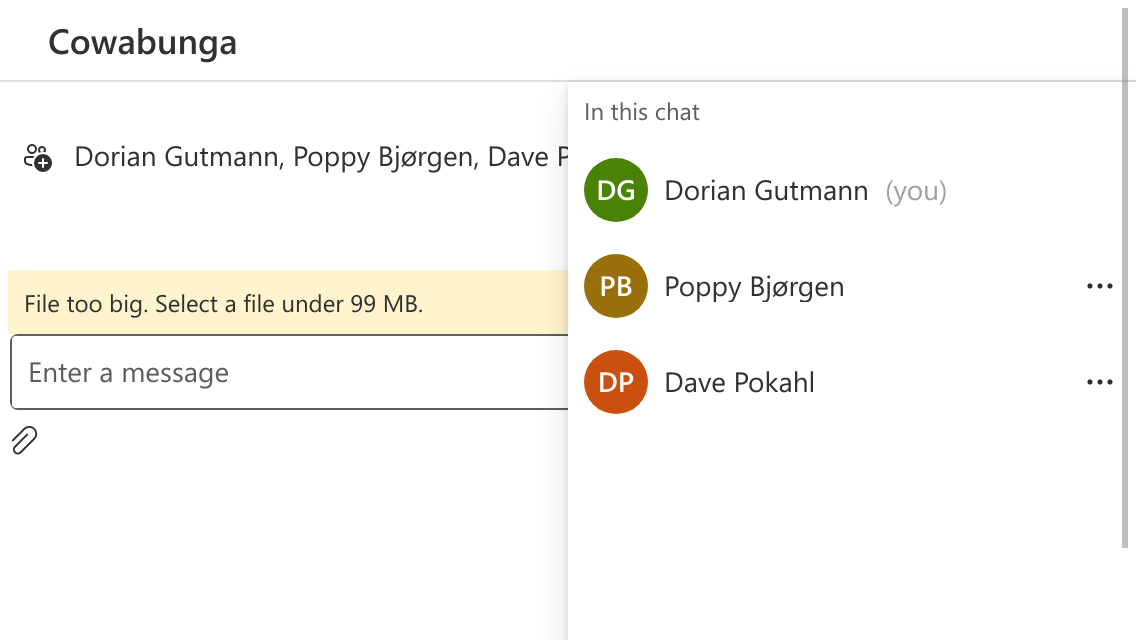 Cowabunga
Dorian Gutmann, Poppy Bjørgen, Dave P
File too big. Select a file under 99 MB.
Enter a message
In this chat
DG Dorian Gutmann (you)
PB Poppy Bjørgen
DP Dave Pokahl